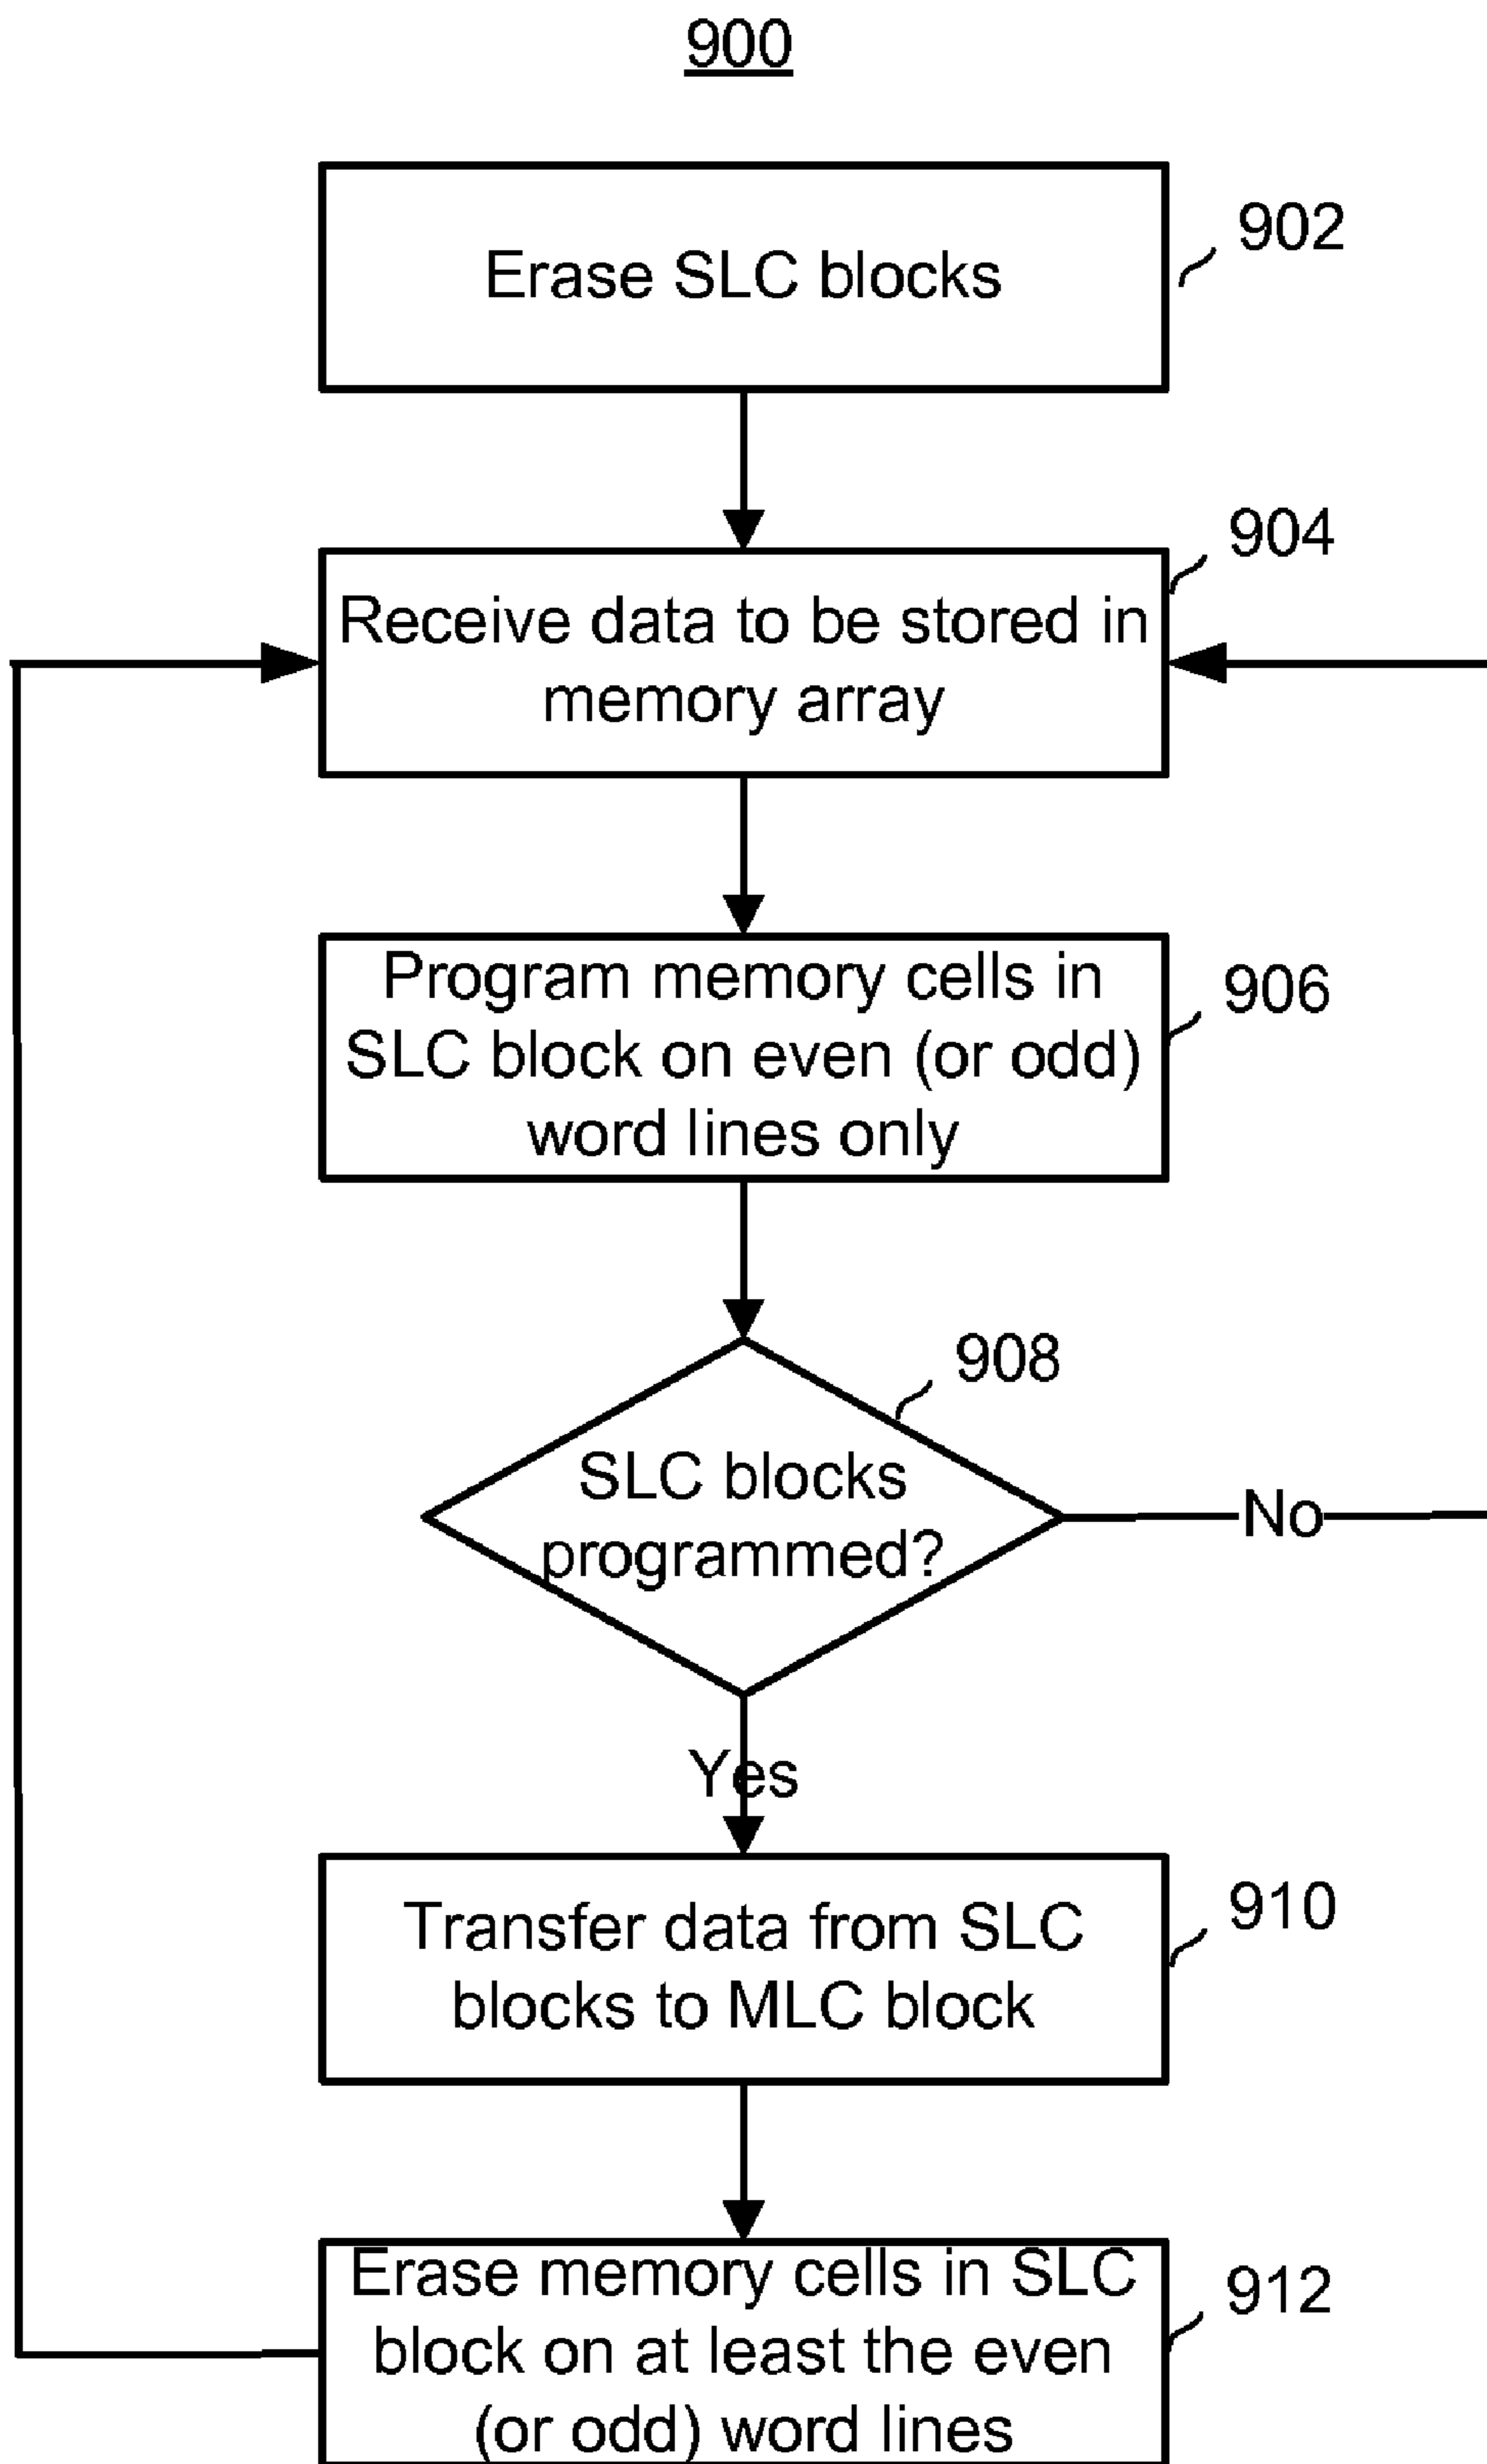 900
Erase SLC blocks
902
904
Receive data to be stored in
memory array
Program memory cells in
SLC block on even (or odd)
word lines only
906
908
SLC blocks
programmed?
No
Yes
Transfer data from SLC
blocks to MLC block
910
Erase memory cells in SLC
block on at least the even
(or odd) word lines
912